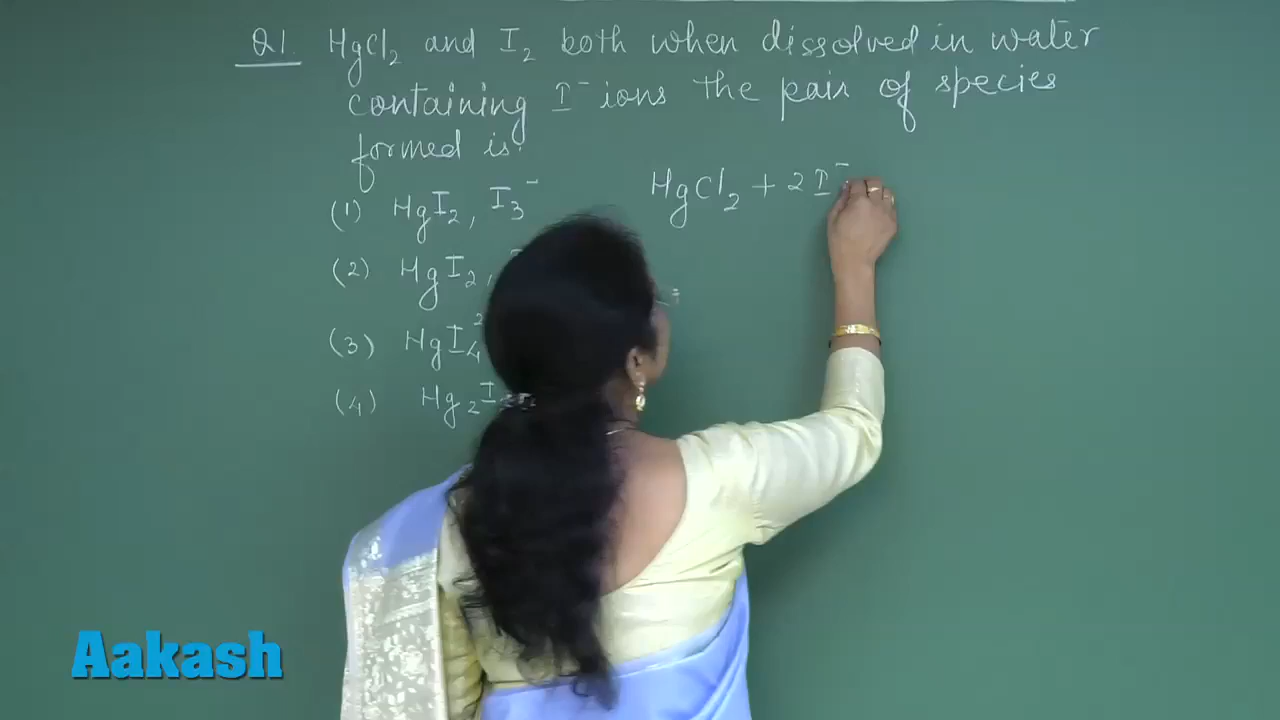 Q1. HgCl₂ and I₂ both when dissolved in water
containing I⁻ ions the pair of species
formed is:
HgCl₂ + 2I⁻
(1) HgI₂, I₃⁻
(2) HgI₂,
(3) HgI₄
(4) Hg₂I
Aakash